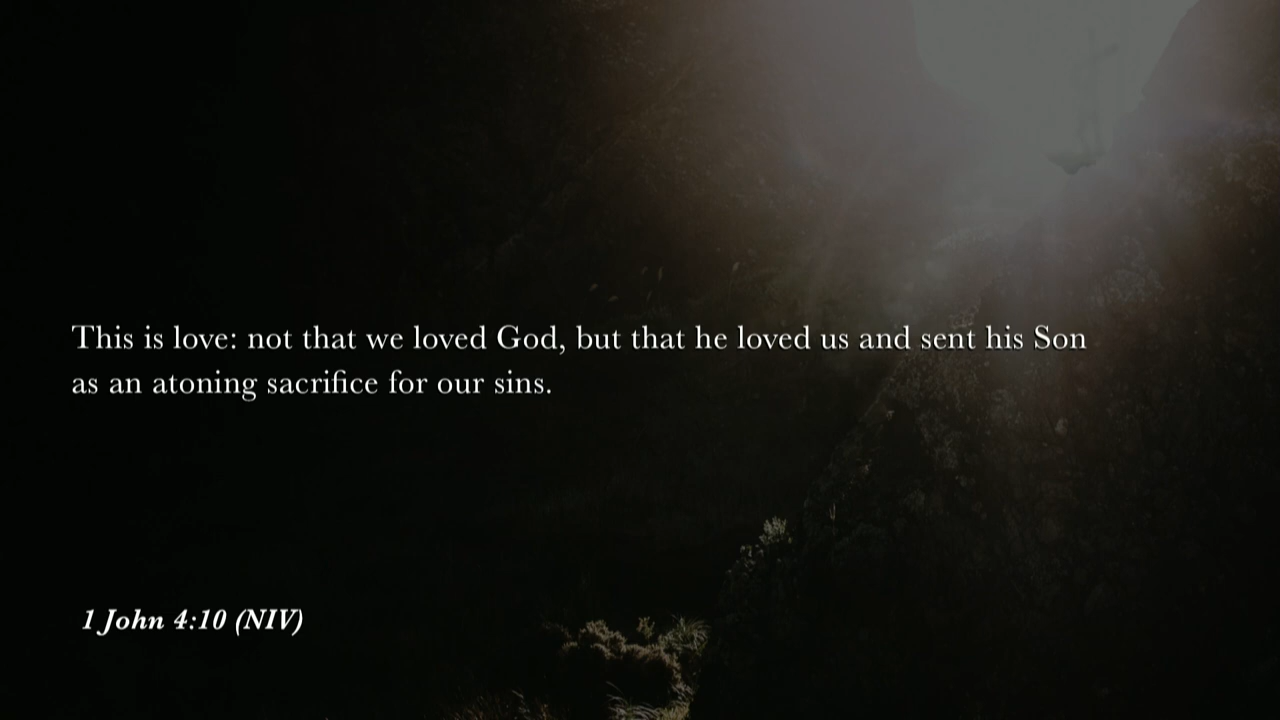 This is love: not that we loved God, but that he loved us and sent his Son
as an atoning sacrifice for our sins.
1 John 4:10 (NIV)